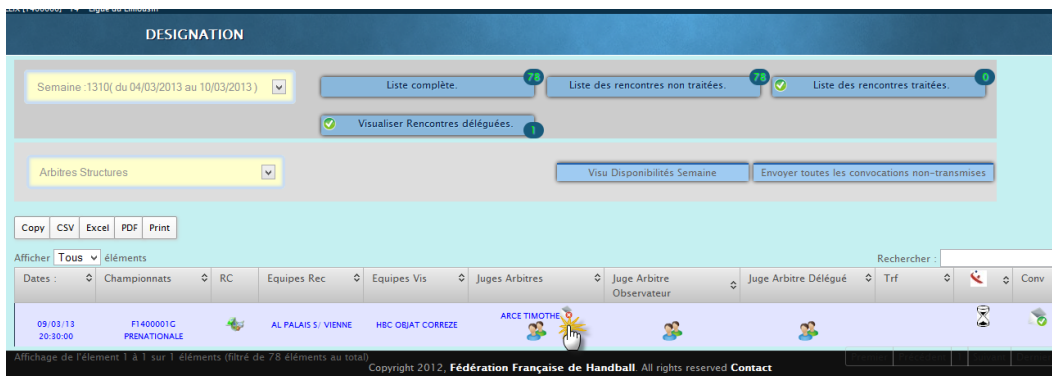 Ligue du Limousin
DESIGNATION
Semaine :1310( du 04/03/2013 au 10/03/2013 )
Liste complète.
78
Liste des rencontres non traitées.
78
Liste des rencontres traitées.
0
Visualiser Rencontres déléguées.
1
Arbitres Structures
Visu Disponibilités Semaine
Envoyer toutes les convocations non-transmises
Copy CSV Excel PDF Print
Afficher Tous éléments
Rechercher :
Dates : Championnats RC Equipes Rec Equipes Vis Juges Arbitres Juge Arbitre Observateur Juge Arbitre Délégué Trf Conv
09/03/13 20:30:00
F1400001G PRENATIONALE
AL PALAIS S/ VIENNE
HBC OBJAT CORREZE
ARCE TIMOTHE
Affichage de l'élement 1 à 1 sur 1 éléments (filtré de 78 éléments au total)
Copyright 2012, Fédération Française de Handball. All rights reserved Contact